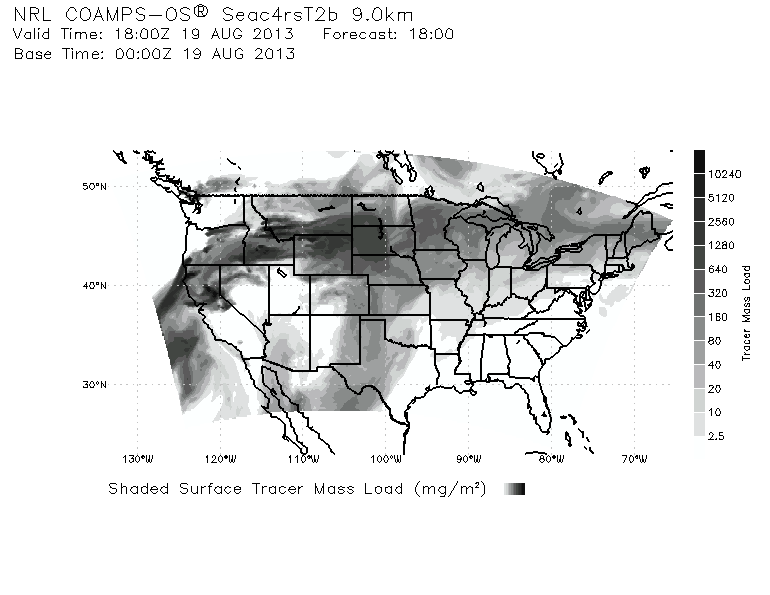 NRL COAMPS-OS® Seac4rsT2b 9.0km
Valid Time: 18:00Z 19 AUG 2013 Forecast: 18:00
Base Time: 00:00Z 19 AUG 2013
50°N
40°N
30°N
130°W 120°W 110°W 100°W 90°W 80°W 70°W
10240
5120
2560
1280
640
320
160
80
40
20
10
2.5
Tracer Mass Load
Shaded Surface Tracer Mass Load (mg/m²)